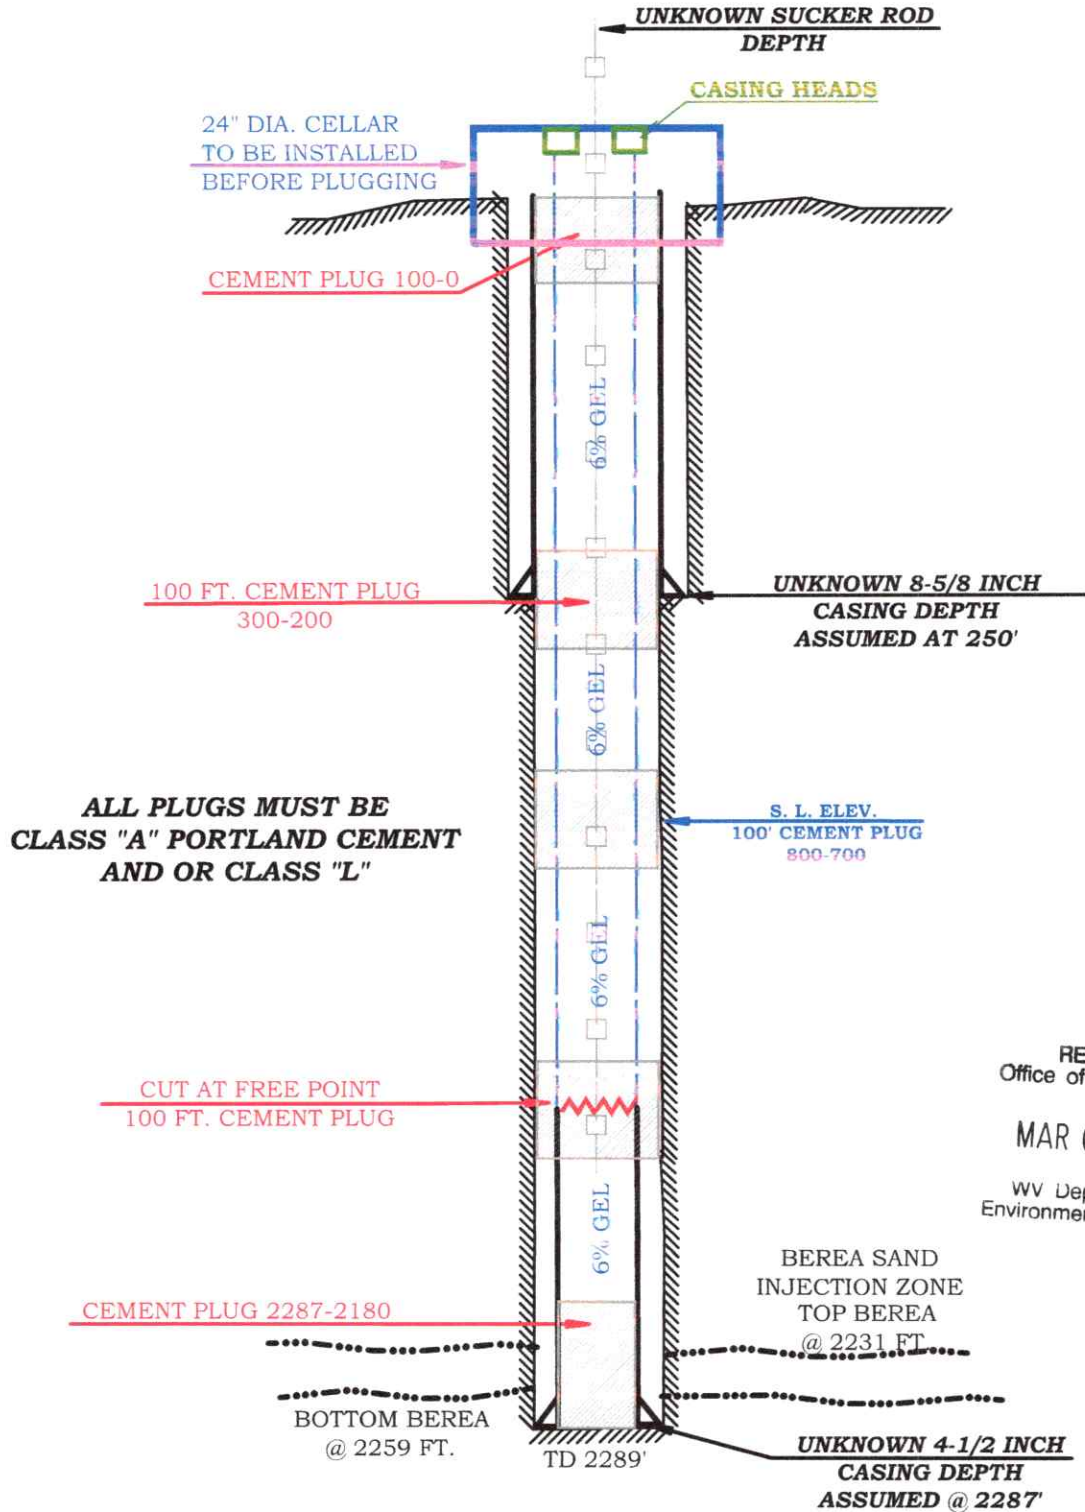 UNKNOWN SUCKER ROD
DEPTH
CASING HEADS
24" DIA. CELLAR
TO BE INSTALLED
BEFORE PLUGGING
CEMENT PLUG 100-0
6% GEL
100 FT. CEMENT PLUG
300-200
UNKNOWN 8-5/8 INCH
CASING DEPTH
ASSUMED AT 250'
6% GEL
ALL PLUGS MUST BE
CLASS "A" PORTLAND CEMENT
AND OR CLASS "L"
S. L. ELEV.
100' CEMENT PLUG
800-700
6% GEL
CUT AT FREE POINT
100 FT. CEMENT PLUG
RE
Office of
MAR
WV Dep
Environme
6% GEL
BEREA SAND
INJECTION ZONE
TOP BEREA
@ 2231 FT.
CEMENT PLUG 2287-2180
BOTTOM BEREA
@ 2259 FT.
TD 2289'
UNKNOWN 4-1/2 INCH
CASING DEPTH
ASSUMED @ 2287'